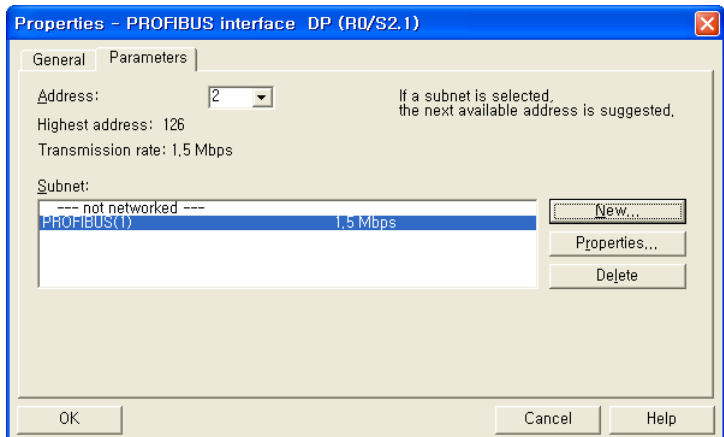 Properties - PROFIBUS interface DP (R0/S2.1)
General Parameters
Address: 2
If a subnet is selected,
the next available address is suggested.
Highest address: 126
Transmission rate: 1.5 Mbps
Subnet:
--- not networked ---
PROFIBUS(1) 1.5 Mbps
New...
Properties...
Delete
OK Cancel Help